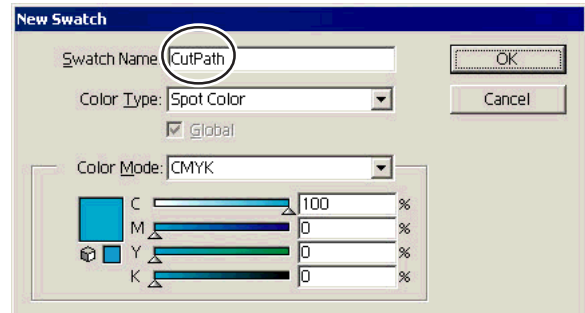 New Swatch
Swatch Name: CutPath OK
Color Type: Spot Color Cancel
Global
Color Mode: CMYK
C 100 %
M 0 %
Y 0 %
K 0 %